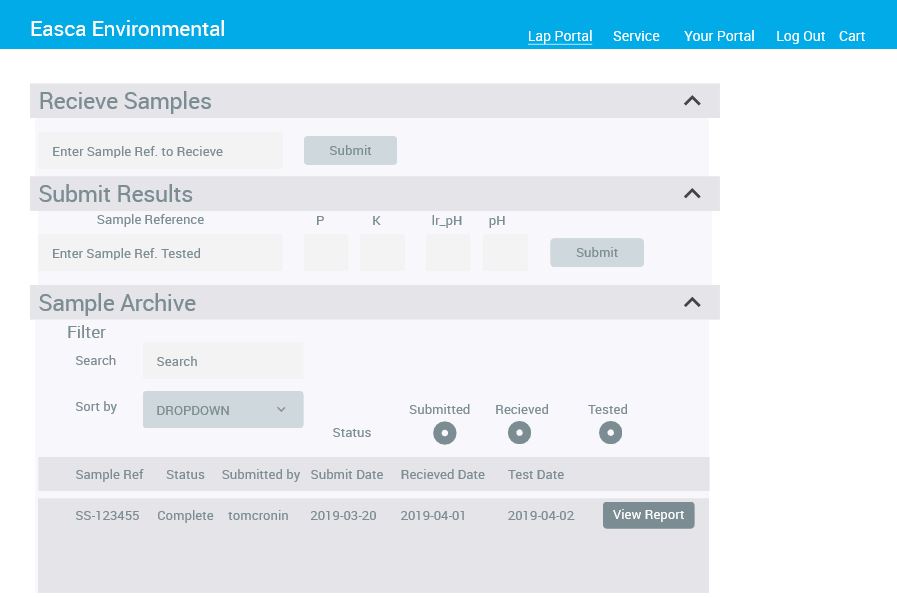 Easca Environmental
Lap Portal Service Your Portal Log Out Cart
Recieve Samples
Enter Sample Ref. to Recieve Submit
Submit Results
Sample Reference P K lr_pH pH
Enter Sample Ref. Tested Submit
Sample Archive
Filter
Search Search
Sort by DROPDOWN
Status Submitted Recieved Tested
Sample Ref Status Submitted by Submit Date Recieved Date Test Date
SS-123455 Complete tomcronin 2019-03-20 2019-04-01 2019-04-02 View Report